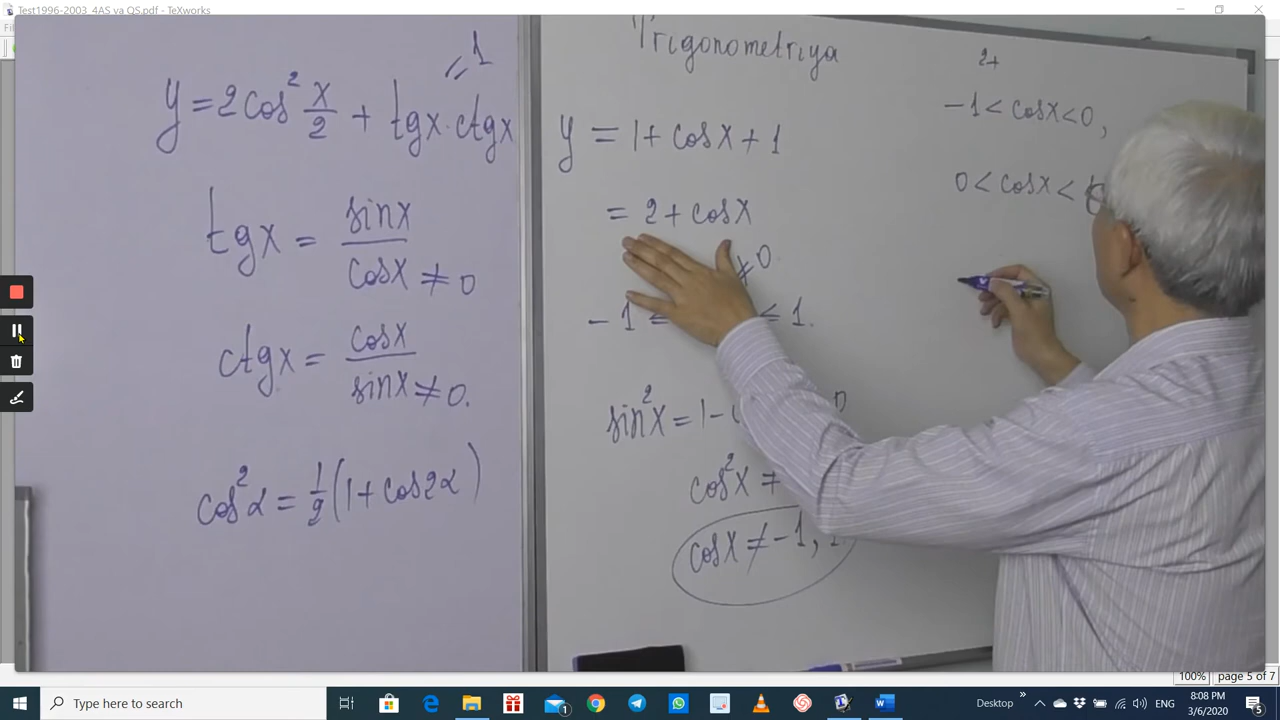 Test1996-2003_4AS va QS.pdf - TeXworks
Trigonometriya
= 1
y = 2cos² x/2 + tgx · ctgx
tgx = sinx / cosx ≠ 0
ctgx = cosx / sinx ≠ 0.
cos²α = 1/2 (1 + cos2α)
y = 1 + cosx + 1
= 2 + cosx
≠ 0
-1 ≤ ≤ 1.
sin²x = 1 - 0
cos²x ≠
cosx ≠ -1, 1
2+
-1 < cosx < 0,
0 < cosx <
100% page 5 of 7
Type here to search
1
Desktop
ENG
8:08 PM
3/6/2020